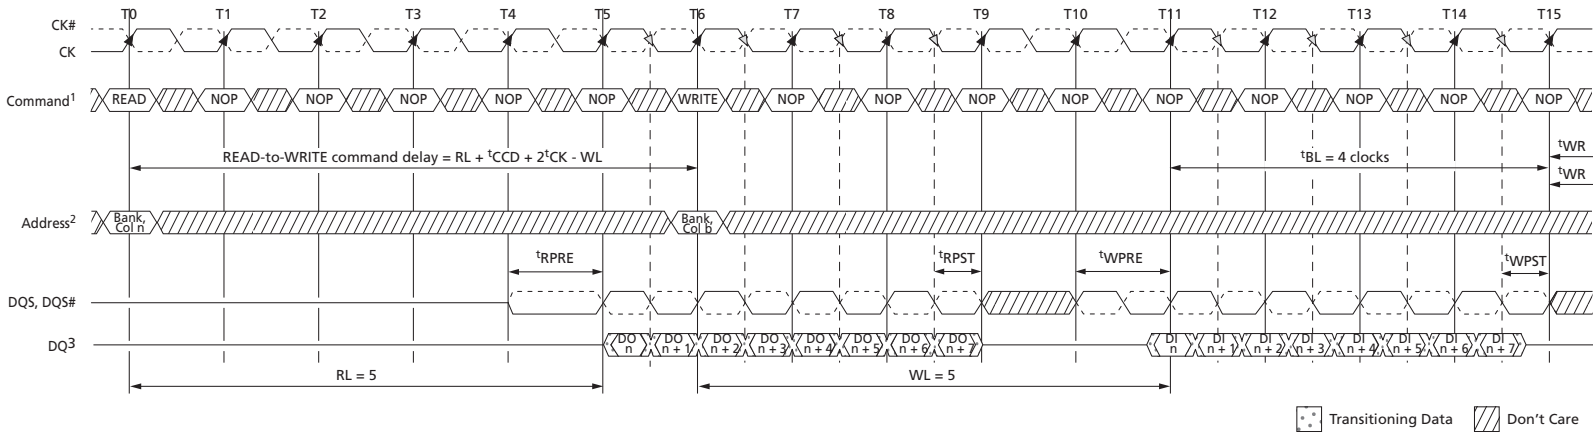 T0 T1 T2 T3 T4 T5 T6 T7 T8 T9 T10 T11 T12 T13 T14 T15
CK#
CK
Command1 READ NOP NOP NOP NOP NOP WRITE NOP NOP NOP NOP NOP NOP NOP NOP NOP
READ-to-WRITE command delay = RL + tCCD + 2tCK - WL
tBL = 4 clocks
tWR
tWR
Address2 Bank, Col n Bank, Col b
tRPRE tRPST tWPRE tWPST
DQS, DQS#
DQ3 DO n DO n + 1 DO n + 2 DO n + 3 DO n + 4 DO n + 5 DO n + 6 DO n + 7 DI n DI n + 1 DI n + 2 DI n + 3 DI n + 4 DI n + 5 DI n + 6 DI n + 7
RL = 5 WL = 5
Transitioning Data Don't Care